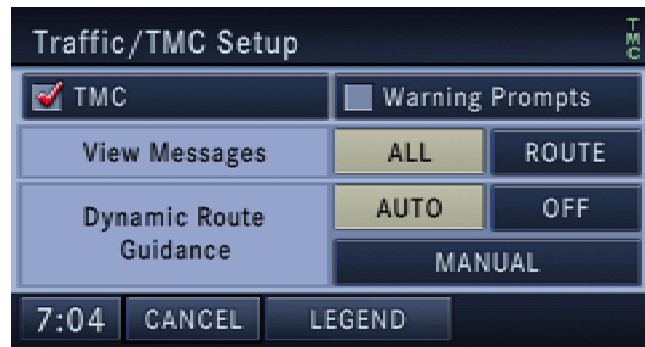 Traffic/TMC Setup
TMC
TMC
Warning Prompts
View Messages
ALL
ROUTE
Dynamic Route
Guidance
AUTO
OFF
MANUAL
7:04
CANCEL
LEGEND